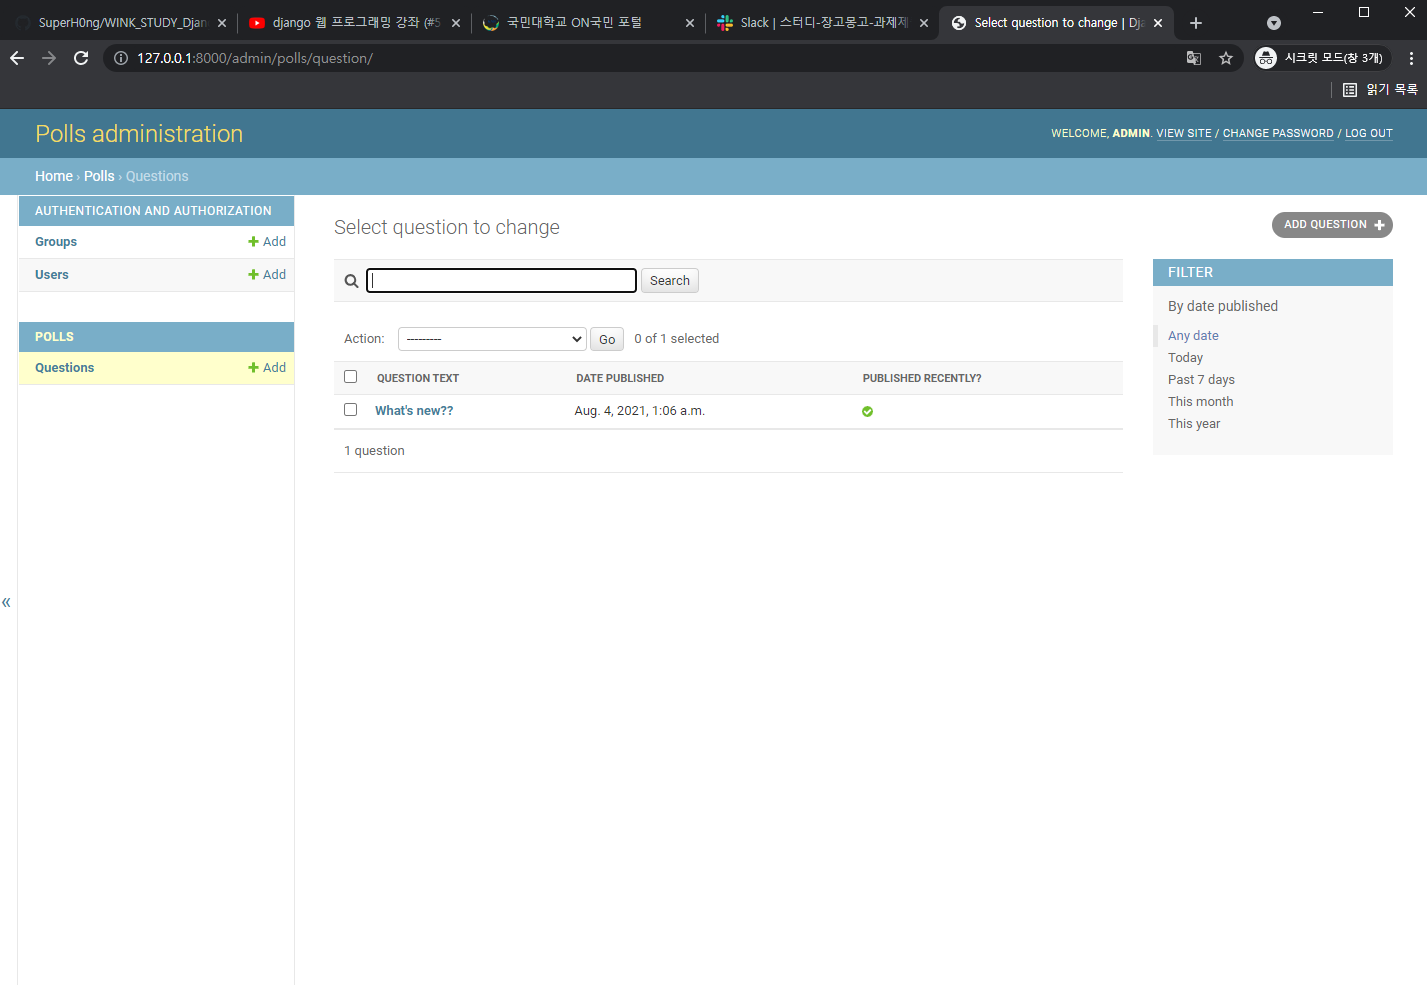 SuperH0ng/WINK_STUDY_Djan
django 웹 프로그래밍 강좌 (#5
국민대학교 ON국민 포털
Slack | 스터디-장고몽고-과제제
Select question to change | Dja
127.0.0.1:8000/admin/polls/question/
시크릿 모드(창 3개)
읽기 목록
Polls administration
WELCOME, ADMIN. VIEW SITE / CHANGE PASSWORD / LOG OUT
Home › Polls › Questions
AUTHENTICATION AND AUTHORIZATION
Groups
Add
Users
Add
POLLS
Questions
Add
Select question to change
ADD QUESTION
Search
Action:
---------
Go
0 of 1 selected
QUESTION TEXT
DATE PUBLISHED
PUBLISHED RECENTLY?
What's new??
Aug. 4, 2021, 1:06 a.m.
1 question
FILTER
By date published
Any date
Today
Past 7 days
This month
This year
«